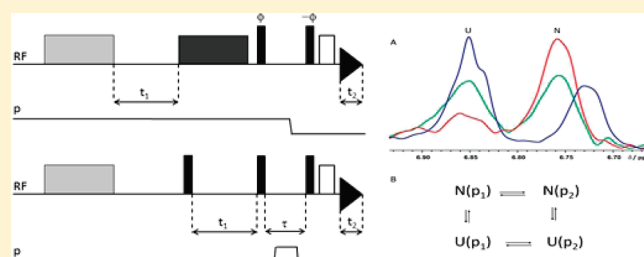 ϕ −ϕ
RF
t₁
t₂
p
RF
t₁ τ
t₂
p
A
U N
6.90 6.85 6.80 6.75 6.70
B
N(p₁) ⇌ N(p₂)
⇌ ⇌
U(p₁) ⇌ U(p₂)